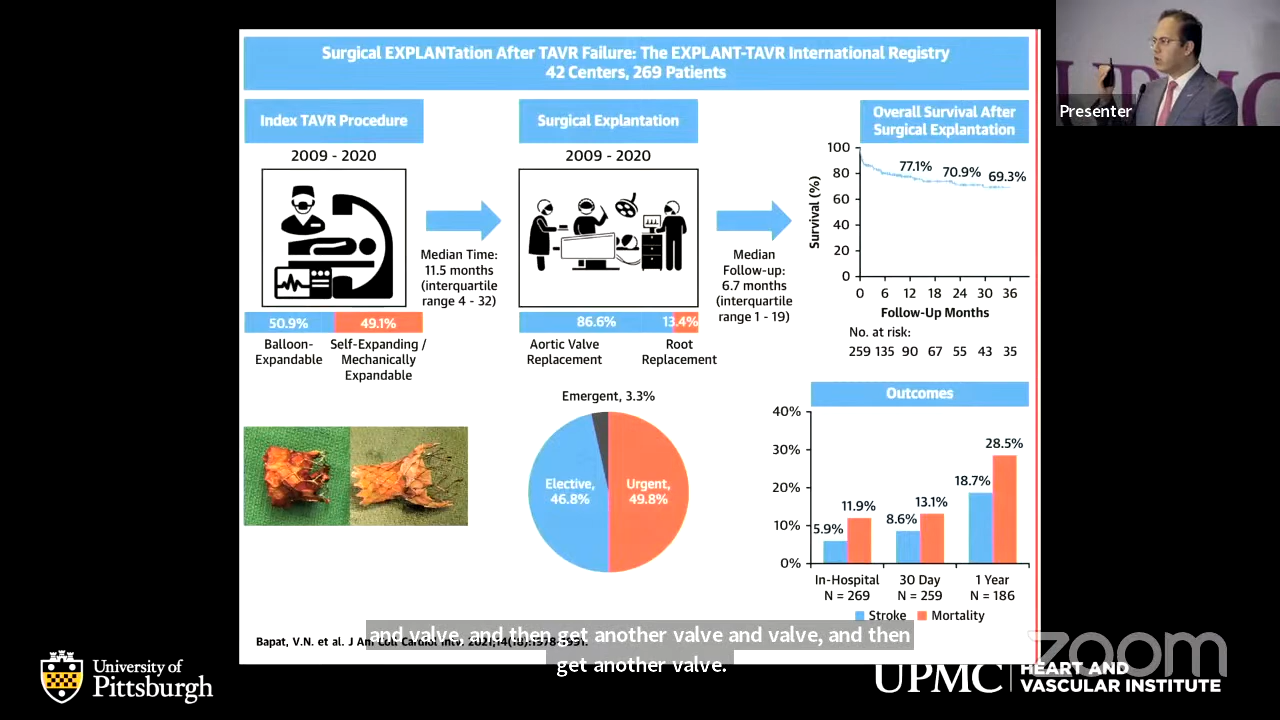 Surgical EXPLANTation After TAVR Failure: The EXPLANT-TAVR International Registry
42 Centers, 269 Patients
Index TAVR Procedure
2009 - 2020
50.9%
49.1%
Balloon-
Expandable
Self-Expanding /
Mechanically
Expandable
Median Time:
11.5 months
(interquartile
range 4 - 32)
Surgical Explantation
2009 - 2020
86.6%
13.4%
Aortic Valve
Replacement
Root
Replacement
Median
Follow-up:
6.7 months
(interquartile
range 1 - 19)
Overall Survival After
Surgical Explantation
Survival (%)
100
80
60
40
20
0
77.1%
70.9%
69.3%
0 6 12 18 24 30 36
Follow-Up Months
No. at risk:
259 135 90 67 55 43 35
Emergent, 3.3%
Elective,
46.8%
Urgent,
49.8%
Outcomes
40%
30%
20%
10%
0%
5.9%
11.9%
8.6%
13.1%
18.7%
28.5%
In-Hospital
N = 269
30 Day
N = 259
1 Year
N = 186
Stroke
Mortality
Bapat, V.N. et al. J Am Coll Cardiol Intv.
and valve, and then get another valve and valve, and then
get another valve.
University of
Pittsburgh
UPMC
HEART AND
VASCULAR INSTITUTE
zoom
UPMC
Presenter